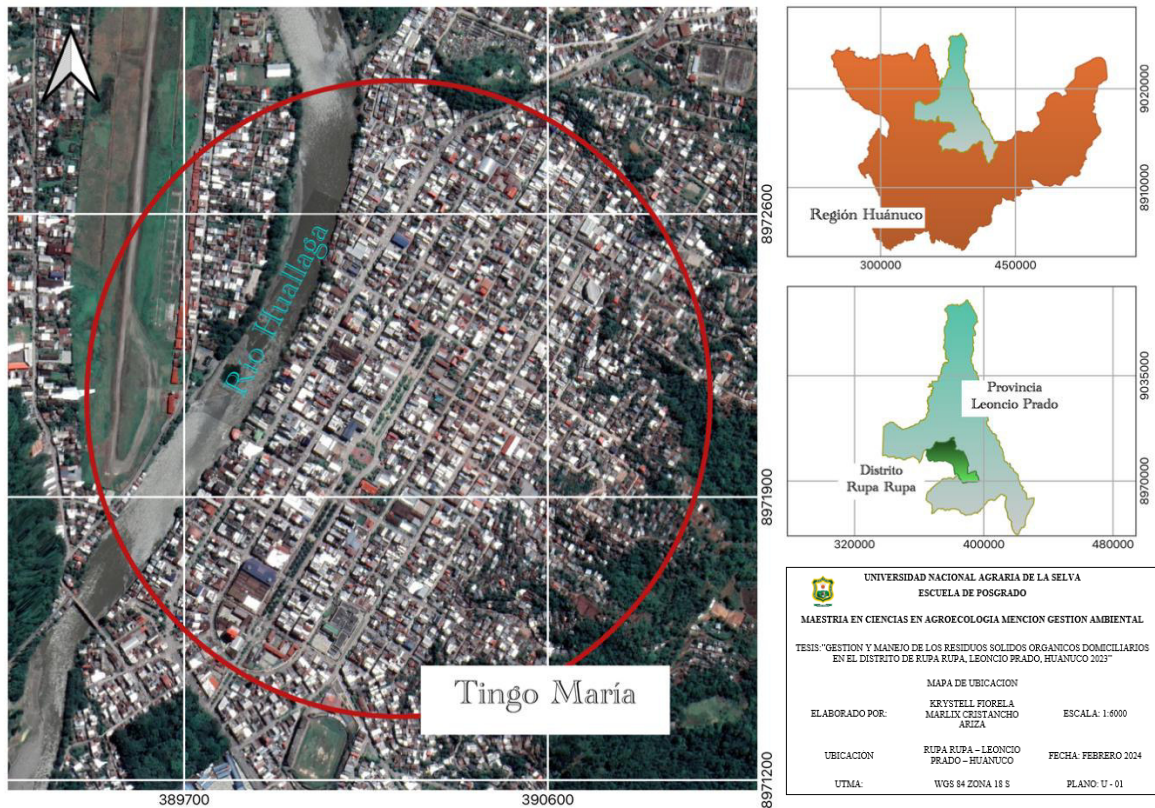 Río Huallaga
Tingo María
8972600
8971900
8971200
389700
390600
Región Huánuco
9020000
8910000
300000
450000
Provincia
Leoncio Prado
Distrito
Rupa Rupa
9035000
8970000
320000
400000
480000
UNIVERSIDAD NACIONAL AGRARIA DE LA SELVA
ESCUELA DE POSGRADO
MAESTRIA EN CIENCIAS EN AGROECOLOGIA MENCION GESTION AMBIENTAL
TESIS:"GESTION Y MANEJO DE LOS RESIDUOS SOLIDOS ORGANICOS DOMICILIARIOS
EN EL DISTRITO DE RUPA RUPA, LEONCIO PRADO, HUANUCO 2023"
MAPA DE UBICACION
ELABORADO POR:
KRYSTELL FIORELA
MARLIX CRISTANCHO
ARIZA
ESCALA: 1:6000
UBICACION
RUPA RUPA – LEONCIO
PRADO – HUANUCO
FECHA: FEBRERO 2024
UTMA:
WGS 84 ZONA 18 S
PLANO: U - 01